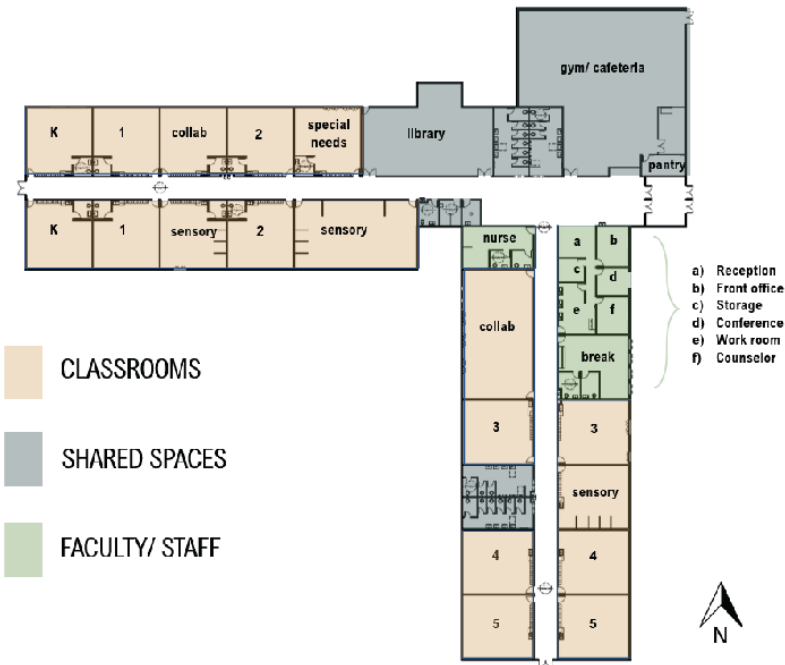 gym/ cafeteria
K
1
collab
2
special
needs
library
pantry
K
1
sensory
2
sensory
nurse
a
b
c
d
e
f
a) Reception
b) Front office
c) Storage
d) Conference
e) Work room
f) Counselor
collab
break
CLASSROOMS
3
3
SHARED SPACES
sensory
FACULTY/ STAFF
4
4
5
5
N